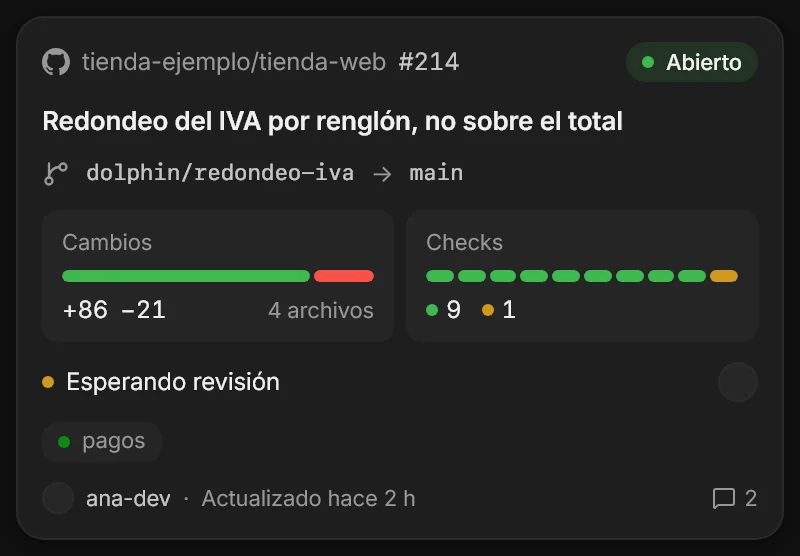 tienda-ejemplo/tienda-web #214
Abierto
Redondeo del IVA por renglón, no sobre el total
dolphin/redondeo-iva → main
Cambios
+86 −21
4 archivos
Checks
9 1
Esperando revisión
pagos
ana-dev · Actualizado hace 2 h
2